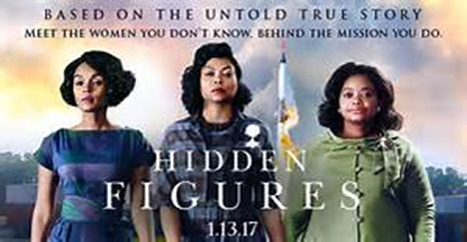 BASED ON THE UNTOLD TRUE STORY
MEET THE WOMEN YOU DON'T KNOW, BEHIND THE MISSION YOU DO.
HIDDEN
FIGURES
1.13.17